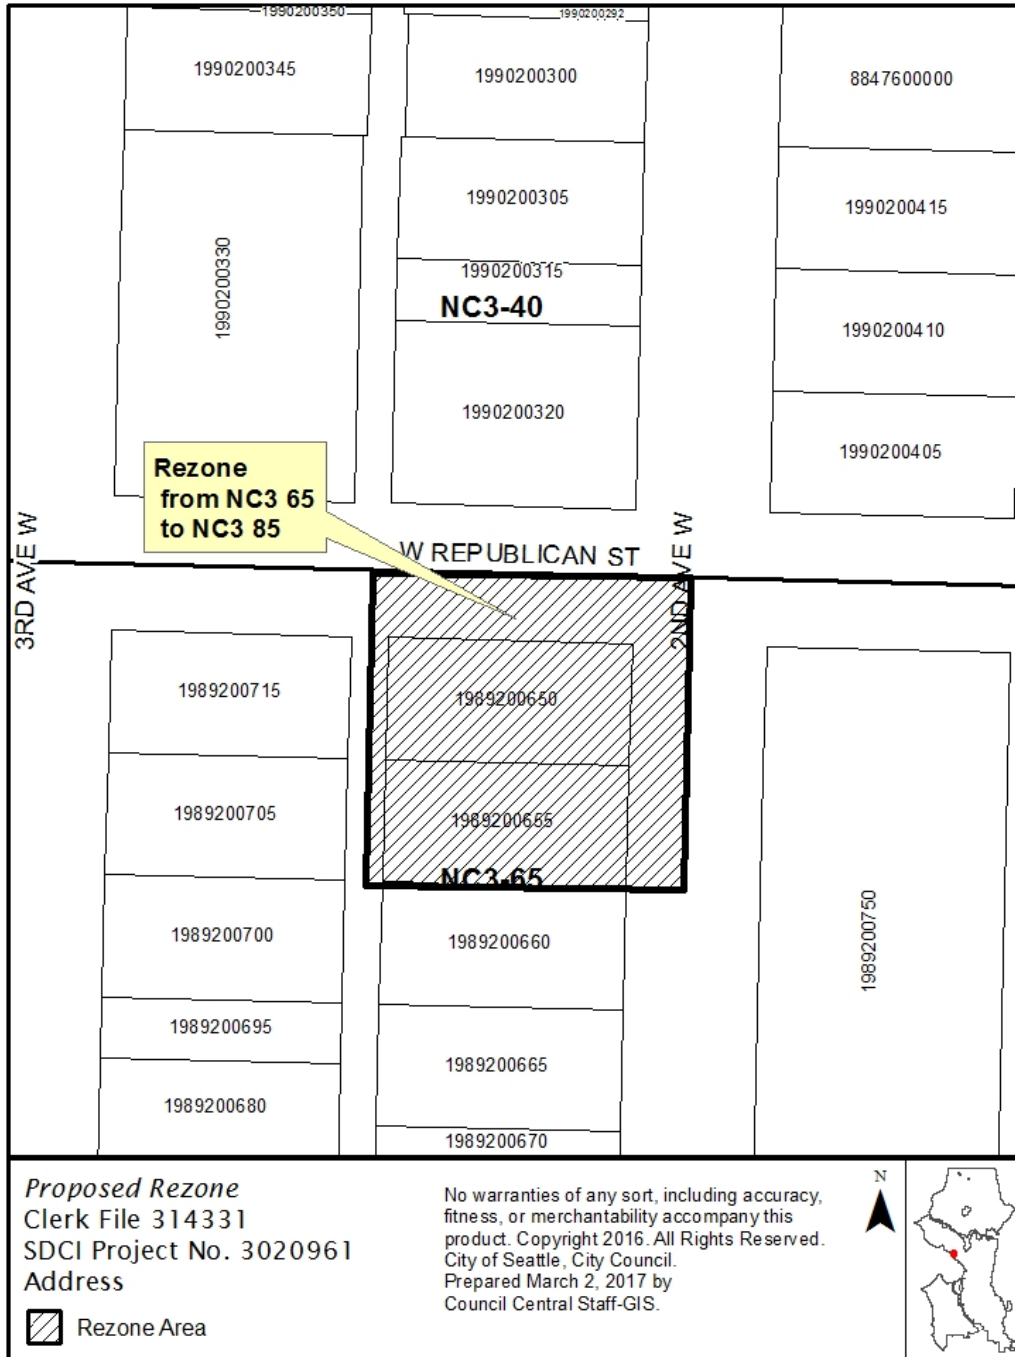 1990200350
1990200292
1990200345
1990200300
8847600000
1990200305
1990200415
1990200330
1990200315
NC3-40
1990200410
1990200320
1990200405
Rezone
from NC3 65
to NC3 85
3RD AVE W
W REPUBLICAN ST
2ND AVE W
1989200715
1989200650
1989200705
1989200655
NC3-65
1989200700
1989200660
1989200750
1989200695
1989200665
1989200680
1989200670
Proposed Rezone
Clerk File 314331
SDCI Project No. 3020961
Address
Rezone Area
No warranties of any sort, including accuracy,
fitness, or merchantability accompany this
product. Copyright 2016. All Rights Reserved.
City of Seattle, City Council.
Prepared March 2, 2017 by
Council Central Staff-GIS.
N